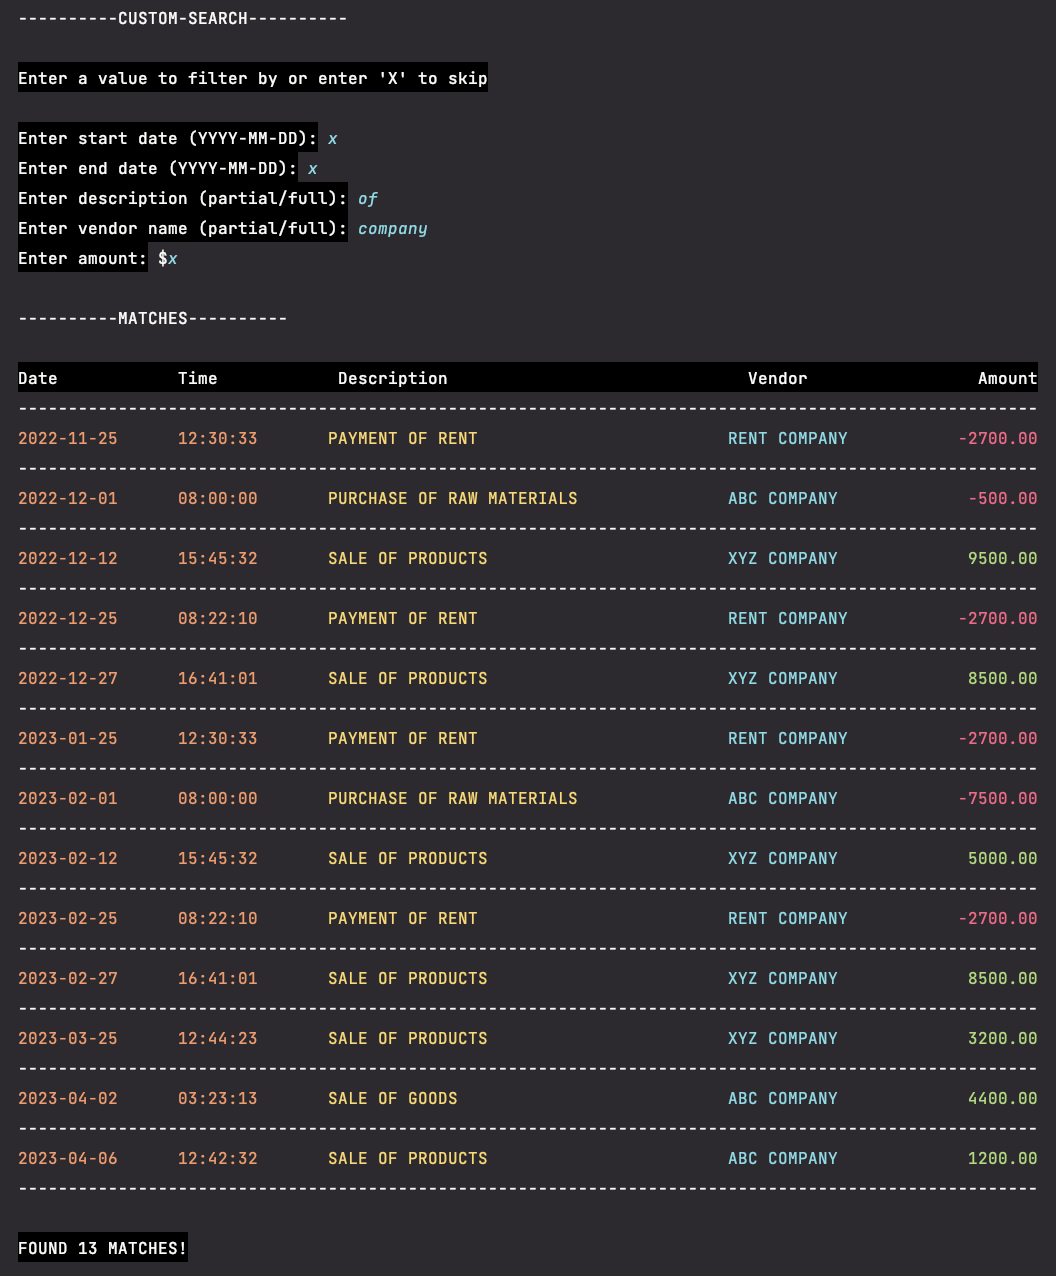 ----------CUSTOM-SEARCH----------
Enter a value to filter by or enter 'X' to skip
Enter start date (YYYY-MM-DD): x
Enter end date (YYYY-MM-DD): x
Enter description (partial/full): of
Enter vendor name (partial/full): company
Enter amount: $x
----------MATCHES----------
Date Time Description Vendor Amount
------------------------------------------------------------------------------------------------------
2022-11-25 12:30:33 PAYMENT OF RENT RENT COMPANY -2700.00
------------------------------------------------------------------------------------------------------
2022-12-01 08:00:00 PURCHASE OF RAW MATERIALS ABC COMPANY -500.00
------------------------------------------------------------------------------------------------------
2022-12-12 15:45:32 SALE OF PRODUCTS XYZ COMPANY 9500.00
------------------------------------------------------------------------------------------------------
2022-12-25 08:22:10 PAYMENT OF RENT RENT COMPANY -2700.00
------------------------------------------------------------------------------------------------------
2022-12-27 16:41:01 SALE OF PRODUCTS XYZ COMPANY 8500.00
------------------------------------------------------------------------------------------------------
2023-01-25 12:30:33 PAYMENT OF RENT RENT COMPANY -2700.00
------------------------------------------------------------------------------------------------------
2023-02-01 08:00:00 PURCHASE OF RAW MATERIALS ABC COMPANY -7500.00
------------------------------------------------------------------------------------------------------
2023-02-12 15:45:32 SALE OF PRODUCTS XYZ COMPANY 5000.00
------------------------------------------------------------------------------------------------------
2023-02-25 08:22:10 PAYMENT OF RENT RENT COMPANY -2700.00
------------------------------------------------------------------------------------------------------
2023-02-27 16:41:01 SALE OF PRODUCTS XYZ COMPANY 8500.00
------------------------------------------------------------------------------------------------------
2023-03-25 12:44:23 SALE OF PRODUCTS XYZ COMPANY 3200.00
------------------------------------------------------------------------------------------------------
2023-04-02 03:23:13 SALE OF GOODS ABC COMPANY 4400.00
------------------------------------------------------------------------------------------------------
2023-04-06 12:42:32 SALE OF PRODUCTS ABC COMPANY 1200.00
------------------------------------------------------------------------------------------------------
FOUND 13 MATCHES!